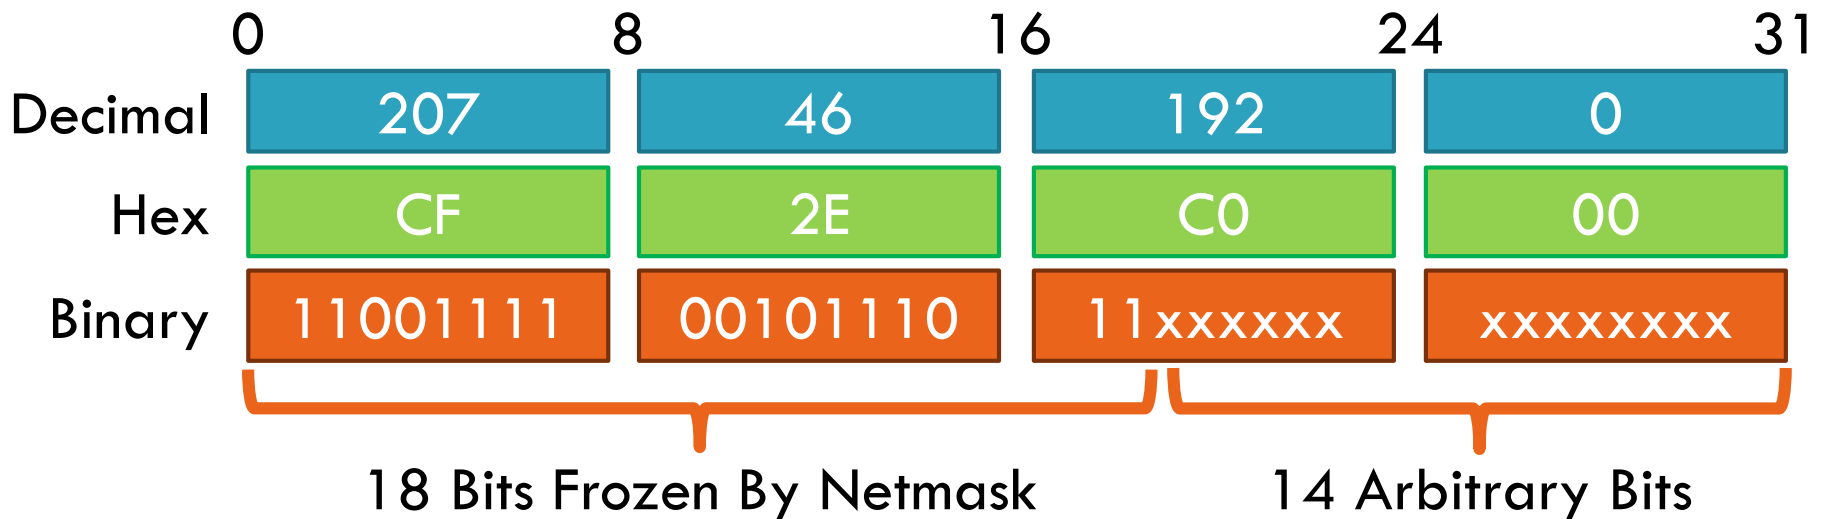 0 8 16 24 31
Decimal 207 46 192 0
Hex CF 2E C0 00
Binary 11001111 00101110 11xxxxxx xxxxxxxx
18 Bits Frozen By Netmask 14 Arbitrary Bits